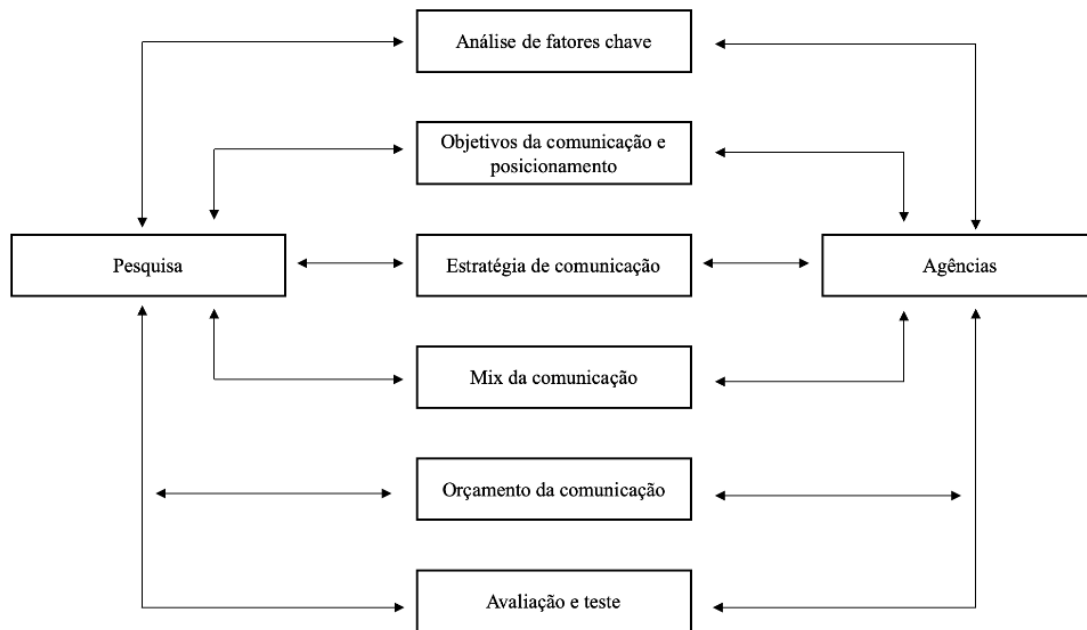 Análise de fatores chave
Objetivos da comunicação e
posicionamento
Pesquisa
Estratégia de comunicação
Agências
Mix da comunicação
Orçamento da comunicação
Avaliação e teste